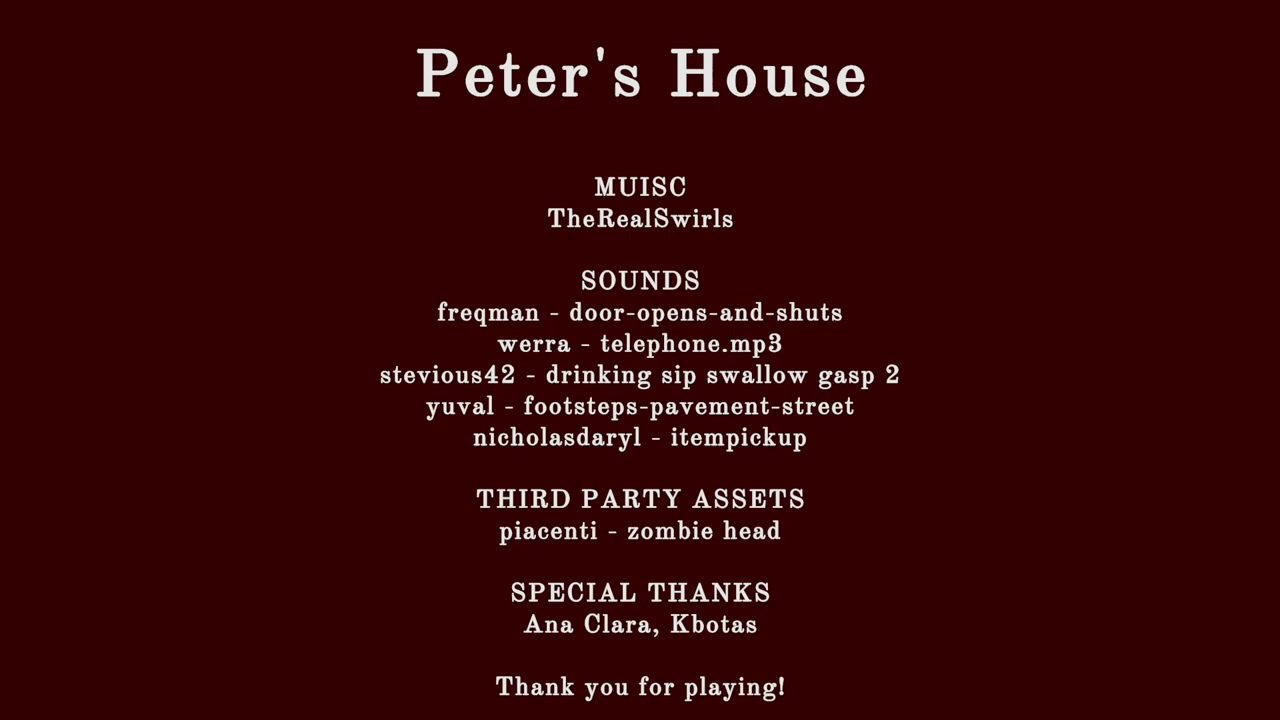 Peter's House
MUISC
TheRealSwirls
SOUNDS
freqman - door-opens-and-shuts
werra - telephone.mp3
stevious42 - drinking sip swallow gasp 2
yuval - footsteps-pavement-street
nicholasdaryl - itempickup
THIRD PARTY ASSETS
piacenti - zombie head
SPECIAL THANKS
Ana Clara, Kbotas
Thank you for playing!